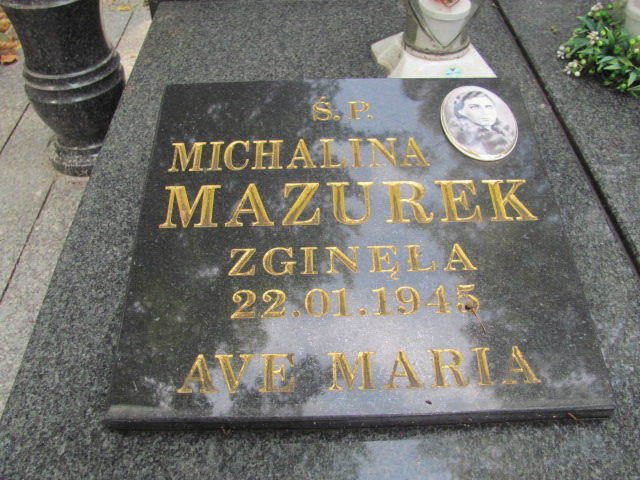 Ś.P.
MICHALINA
MAZUREK
ZGINĘŁA
22.01.1945
AVE MARIA